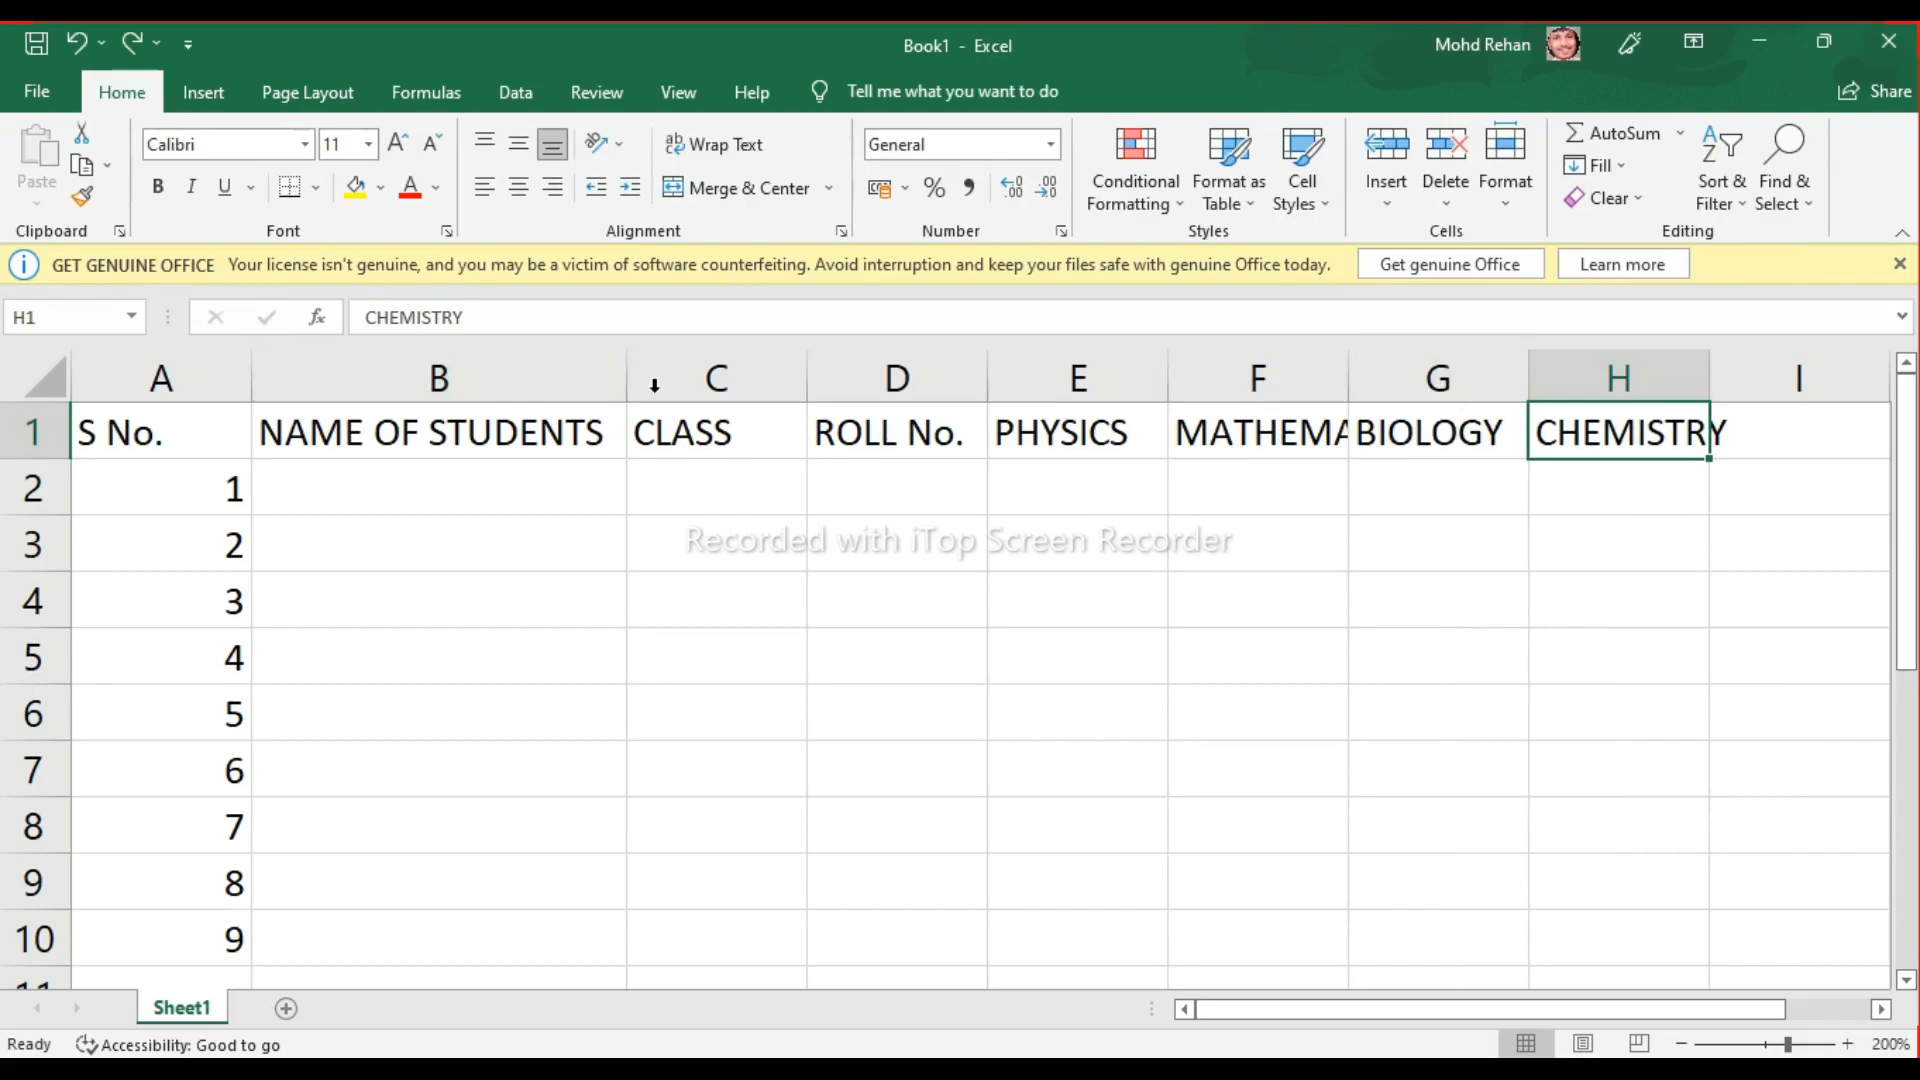 Book1 - Excel
Mohd Rehan
File Home Insert Page Layout Formulas Data Review View Help Tell me what you want to do Share
Paste
Clipboard
Calibri 11
B I U
Font
Wrap Text
Merge & Center
Alignment
General
% 
Number
Conditional Formatting
Format as Table
Cell Styles
Styles
Insert Delete Format
Cells
AutoSum
Fill
Clear
Sort & Filter
Find & Select
Editing
GET GENUINE OFFICE Your license isn't genuine, and you may be a victim of software counterfeiting. Avoid interruption and keep your files safe with genuine Office today. Get genuine Office Learn more
H1 fx CHEMISTRY
A B C D E F G H I
1 S No. NAME OF STUDENTS CLASS ROLL No. PHYSICS MATHEMA BIOLOGY CHEMISTRY
2 1
3 2
Recorded with iTop Screen Recorder
4 3
5 4
6 5
7 6
8 7
9 8
10 9
11
Sheet1
Ready Accessibility: Good to go 200%